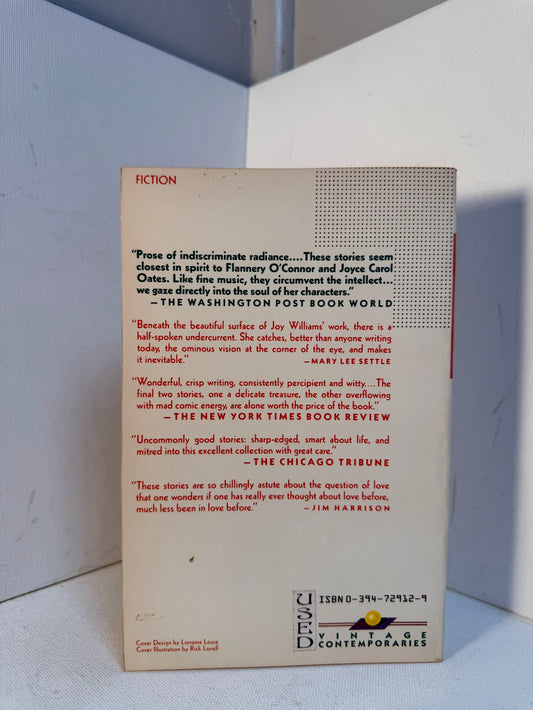 FICTION
"Prose of indiscriminate radiance....These stories seem
closest in spirit to Flannery O'Connor and Joyce Carol
Oates. Like fine music, they circumvent the intellect...
we gaze directly into the soul of her characters."
—THE WASHINGTON POST BOOK WORLD
"Beneath the beautiful surface of Joy Williams' work, there is a
half-spoken undercurrent. She catches, better than anyone writing
today, the ominous vision at the corner of the eye, and makes
it inevitable." —MARY LEE SETTLE
"Wonderful, crisp writing, consistently percipient and witty....The
final two stories, one a delicate treasure, the other overflowing
with mad comic energy, are alone worth the price of the book."
—THE NEW YORK TIMES BOOK REVIEW
"Uncommonly good stories: sharp-edged, smart about life, and
mitred into this excellent collection with great care."
—THE CHICAGO TRIBUNE
"These stories are so chillingly astute about the question of love
that one wonders if one has really ever thought about love before,
much less been in love before." —JIM HARRISON
USED
ISBN 0-394-72912-9
VINTAGE
CONTEMPORARIES
Cover Design by Lorraine Louie
Cover Illustration by Rick Lovell